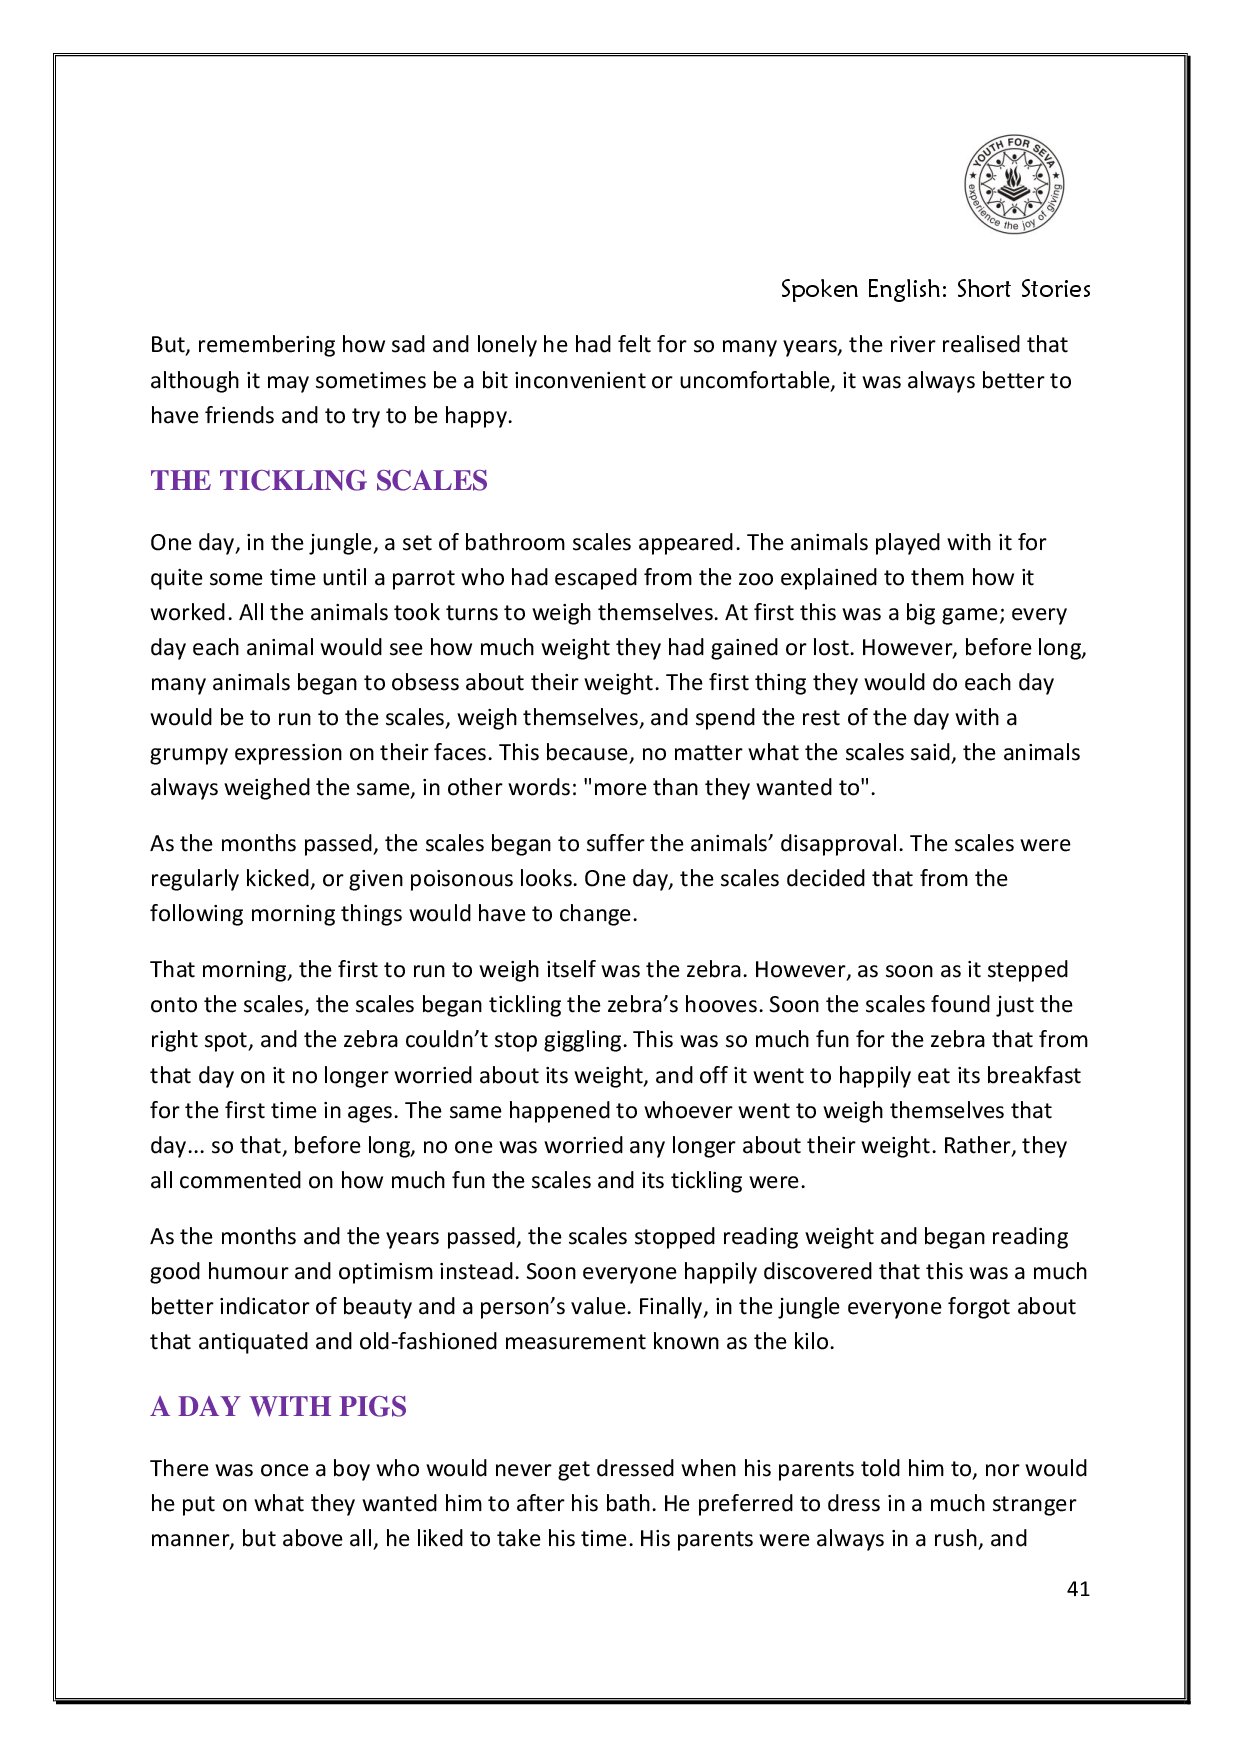 YOUTH FOR SEVA
experience the joy of giving
Spoken English: Short Stories
But, remembering how sad and lonely he had felt for so many years, the river realised that
although it may sometimes be a bit inconvenient or uncomfortable, it was always better to
have friends and to try to be happy.
THE TICKLING SCALES
One day, in the jungle, a set of bathroom scales appeared. The animals played with it for
quite some time until a parrot who had escaped from the zoo explained to them how it
worked. All the animals took turns to weigh themselves. At first this was a big game; every
day each animal would see how much weight they had gained or lost. However, before long,
many animals began to obsess about their weight. The first thing they would do each day
would be to run to the scales, weigh themselves, and spend the rest of the day with a
grumpy expression on their faces. This because, no matter what the scales said, the animals
always weighed the same, in other words: "more than they wanted to".
As the months passed, the scales began to suffer the animals’ disapproval. The scales were
regularly kicked, or given poisonous looks. One day, the scales decided that from the
following morning things would have to change.
That morning, the first to run to weigh itself was the zebra. However, as soon as it stepped
onto the scales, the scales began tickling the zebra’s hooves. Soon the scales found just the
right spot, and the zebra couldn’t stop giggling. This was so much fun for the zebra that from
that day on it no longer worried about its weight, and off it went to happily eat its breakfast
for the first time in ages. The same happened to whoever went to weigh themselves that
day... so that, before long, no one was worried any longer about their weight. Rather, they
all commented on how much fun the scales and its tickling were.
As the months and the years passed, the scales stopped reading weight and began reading
good humour and optimism instead. Soon everyone happily discovered that this was a much
better indicator of beauty and a person’s value. Finally, in the jungle everyone forgot about
that antiquated and old-fashioned measurement known as the kilo.
A DAY WITH PIGS
There was once a boy who would never get dressed when his parents told him to, nor would
he put on what they wanted him to after his bath. He preferred to dress in a much stranger
manner, but above all, he liked to take his time. His parents were always in a rush, and
41